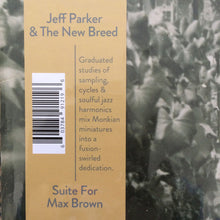 Jeff Parker
& The New Breed
Graduated
studies of
sampling,
cycles &
soulful jazz
harmonics
mix Monkian
miniatures
into a
fusion-
swirled
dedication.
Suite For
Max Brown